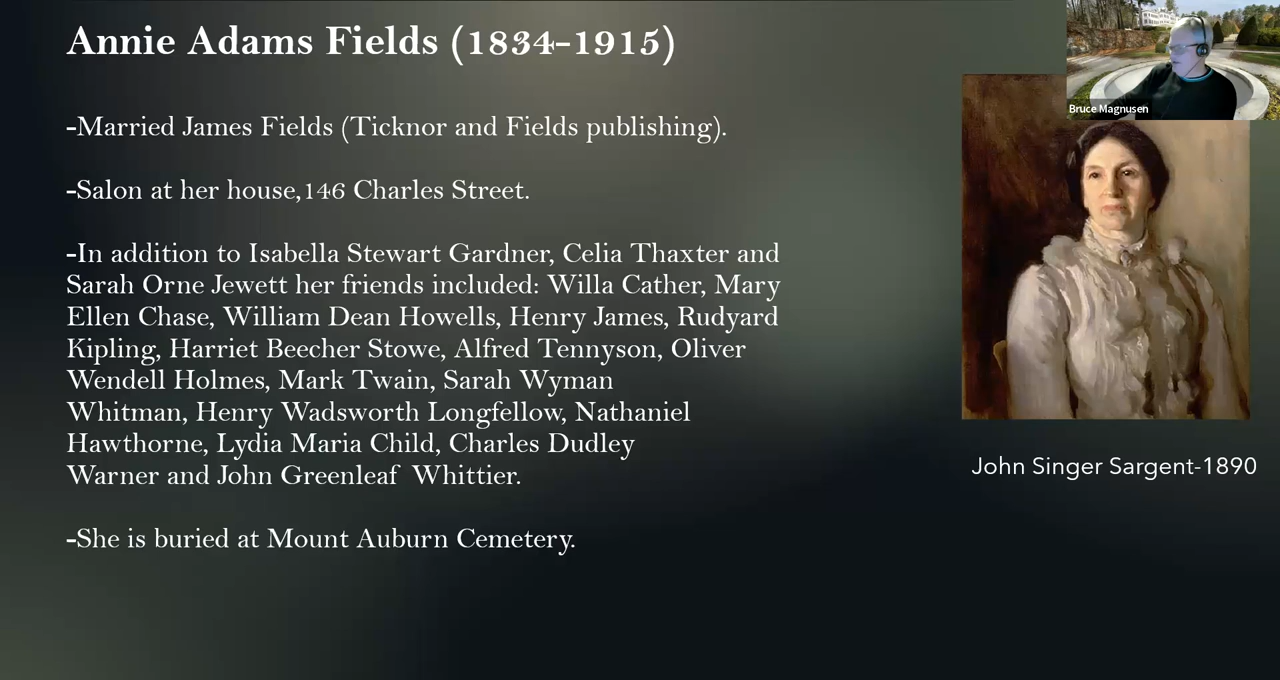 Annie Adams Fields (1834-1915)
Bruce Magnusen
-Married James Fields (Ticknor and Fields publishing).
-Salon at her house,146 Charles Street.
-In addition to Isabella Stewart Gardner, Celia Thaxter and
Sarah Orne Jewett her friends included: Willa Cather, Mary
Ellen Chase, William Dean Howells, Henry James, Rudyard
Kipling, Harriet Beecher Stowe, Alfred Tennyson, Oliver
Wendell Holmes, Mark Twain, Sarah Wyman
Whitman, Henry Wadsworth Longfellow, Nathaniel
Hawthorne, Lydia Maria Child, Charles Dudley
Warner and John Greenleaf  Whittier.
John Singer Sargent-1890
-She is buried at Mount Auburn Cemetery.